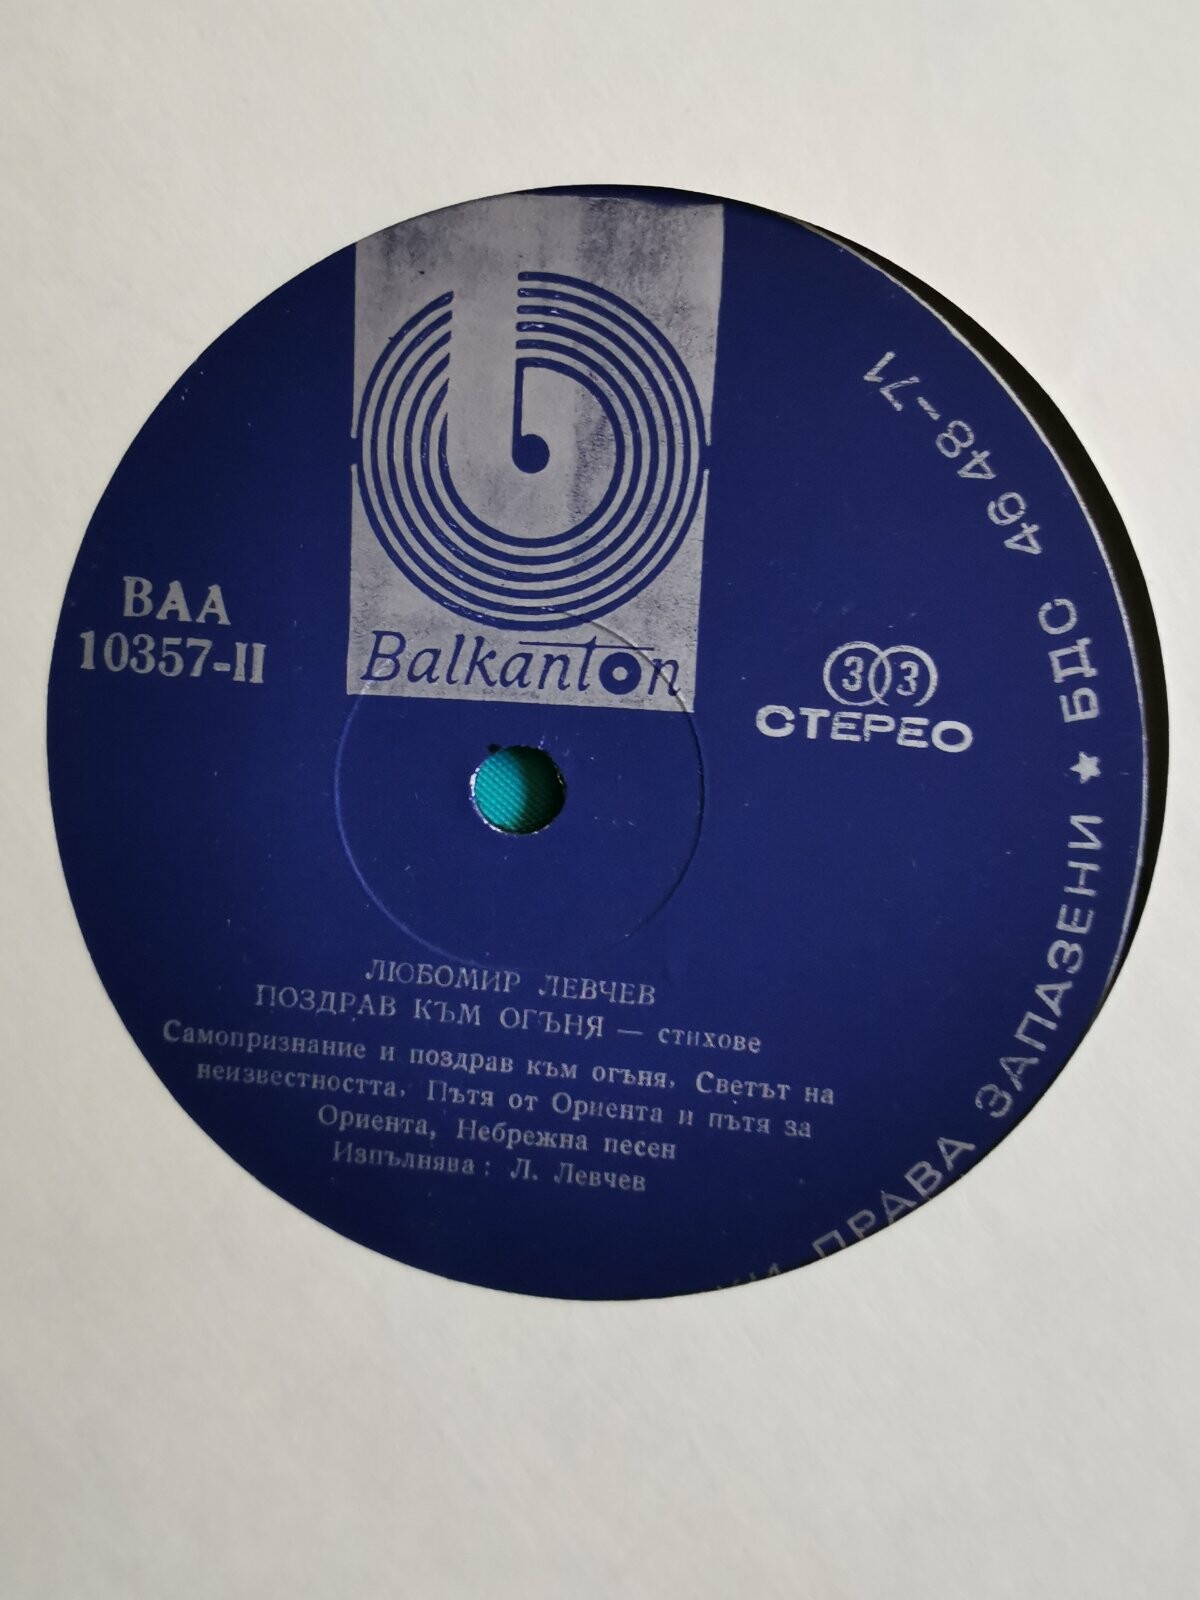 Balkanton
ВАА
10357-II
33
СТЕРЕО
ЛЮБОМИР ЛЕВЧЕВ
ПОЗДРАВ КЪМ ОГЪНЯ — стихове
Самопризнание и поздрав към огъня, Светът на
неизвестността, Пътя от Ориента и пътя за
Ориента, Небрежна песен
Изпълнява: Л. Левчев
ПРАВА ЗАПАЗЕНИ ★ БДС 4648-71